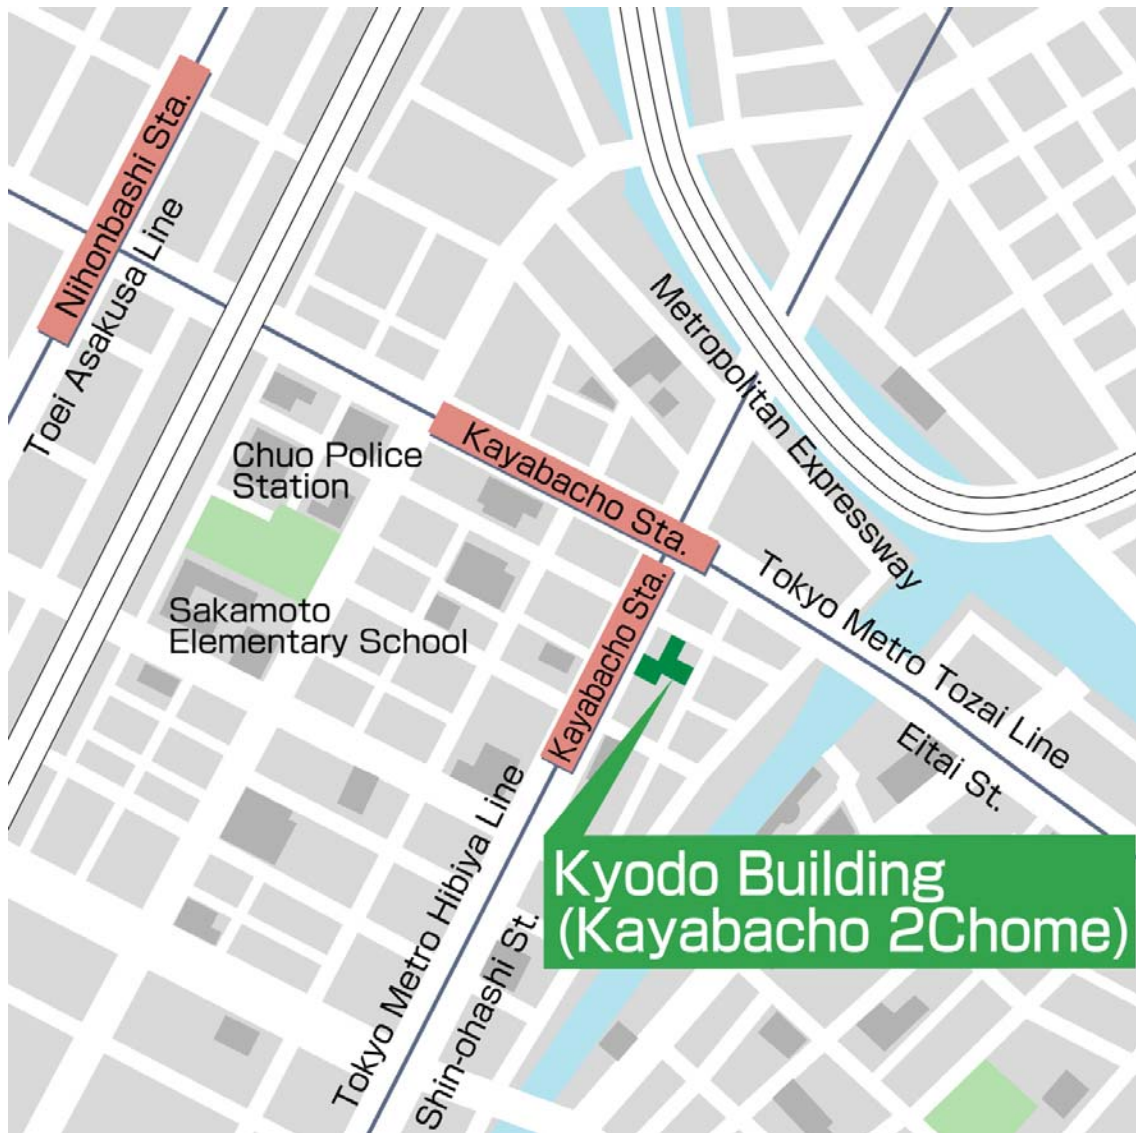 Nihonbashi Sta.
Toei Asakusa Line
Metropolitan Expressway
Kayabacho Sta.
Chuo Police
Station
Sakamoto
Elementary School
Kayabacho Sta.
Tokyo Metro Tozai Line
Eitai St.
Tokyo Metro Hibiya Line
Shin-ohashi St.
Kyodo Building
(Kayabacho 2Chome)